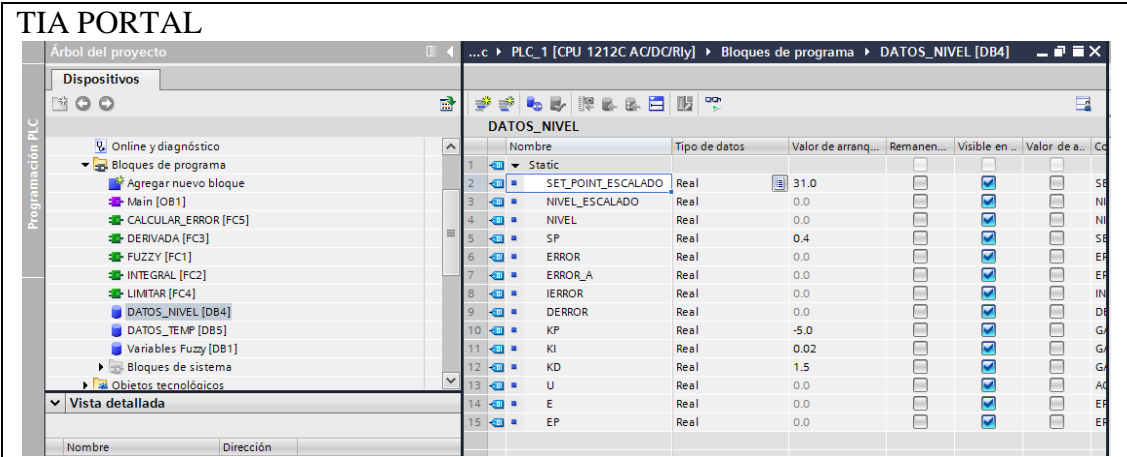 TIA PORTAL
Árbol del proyecto
...c ▸ PLC_1 [CPU 1212C AC/DC/Rly] ▸ Bloques de programa ▸ DATOS_NIVEL [DB4]
Dispositivos
Programación PLC
DATOS_NIVEL
Nombre Tipo de datos Valor de arranq... Remanen... Visible en .. Valor de a.. Co
Online y diagnóstico
Bloques de programa
Agregar nuevo bloque
Main [OB1]
CALCULAR_ERROR [FC5]
DERIVADA [FC3]
FUZZY [FC1]
INTEGRAL [FC2]
LIMITAR [FC4]
DATOS_NIVEL [DB4]
DATOS_TEMP [DB5]
Variables Fuzzy [DB1]
Bloques de sistema
Objetos tecnológicos
1 Static
2 SET_POINT_ESCALADO Real 31.0 SE
3 NIVEL_ESCALADO Real 0.0 NI
4 NIVEL Real 0.0 NI
5 SP Real 0.4 SE
6 ERROR Real 0.0 ER
7 ERROR_A Real 0.0 ER
8 IERROR Real 0.0 IN
9 DERROR Real 0.0 DE
10 KP Real -5.0 GA
11 KI Real 0.02 GA
12 KD Real 1.5 GA
13 U Real 0.0 AC
14 E Real 0.0 ER
15 EP Real 0.0 ER
Vista detallada
Nombre Dirección